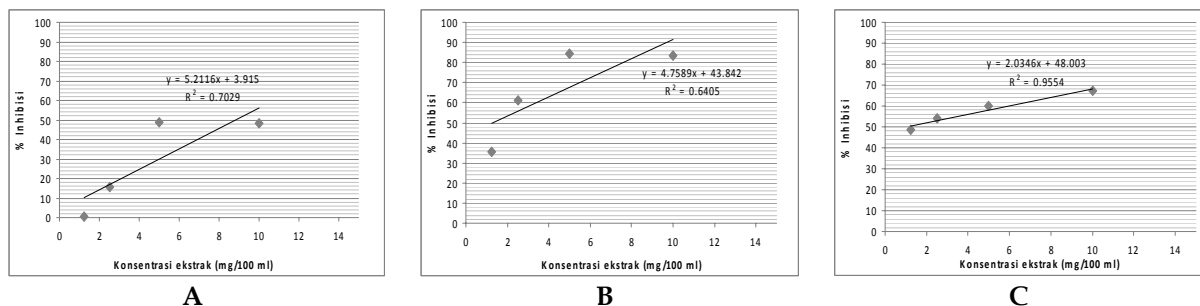 100
90
80
70
60
50
40
30
20
10
0
% Inhibisi
y = 5.2116x + 3.915
R² = 0.7029
0 2 4 6 8 10 12 14
Konsentrasi ekstrak (mg/100 ml)
A
100
90
80
70
60
50
40
30
20
10
0
% Inhibisi
y = 4.7589x + 43.842
R² = 0.6405
0 2 4 6 8 10 12 14
Konsentrasi ekstrak (mg/100 ml)
B
100
90
80
70
60
50
40
30
20
10
0
% Inhibisi
y = 2.0346x + 48.003
R² = 0.9554
0 2 4 6 8 10 12 14
Konsentrasi ekstrak (mg/100 ml)
C